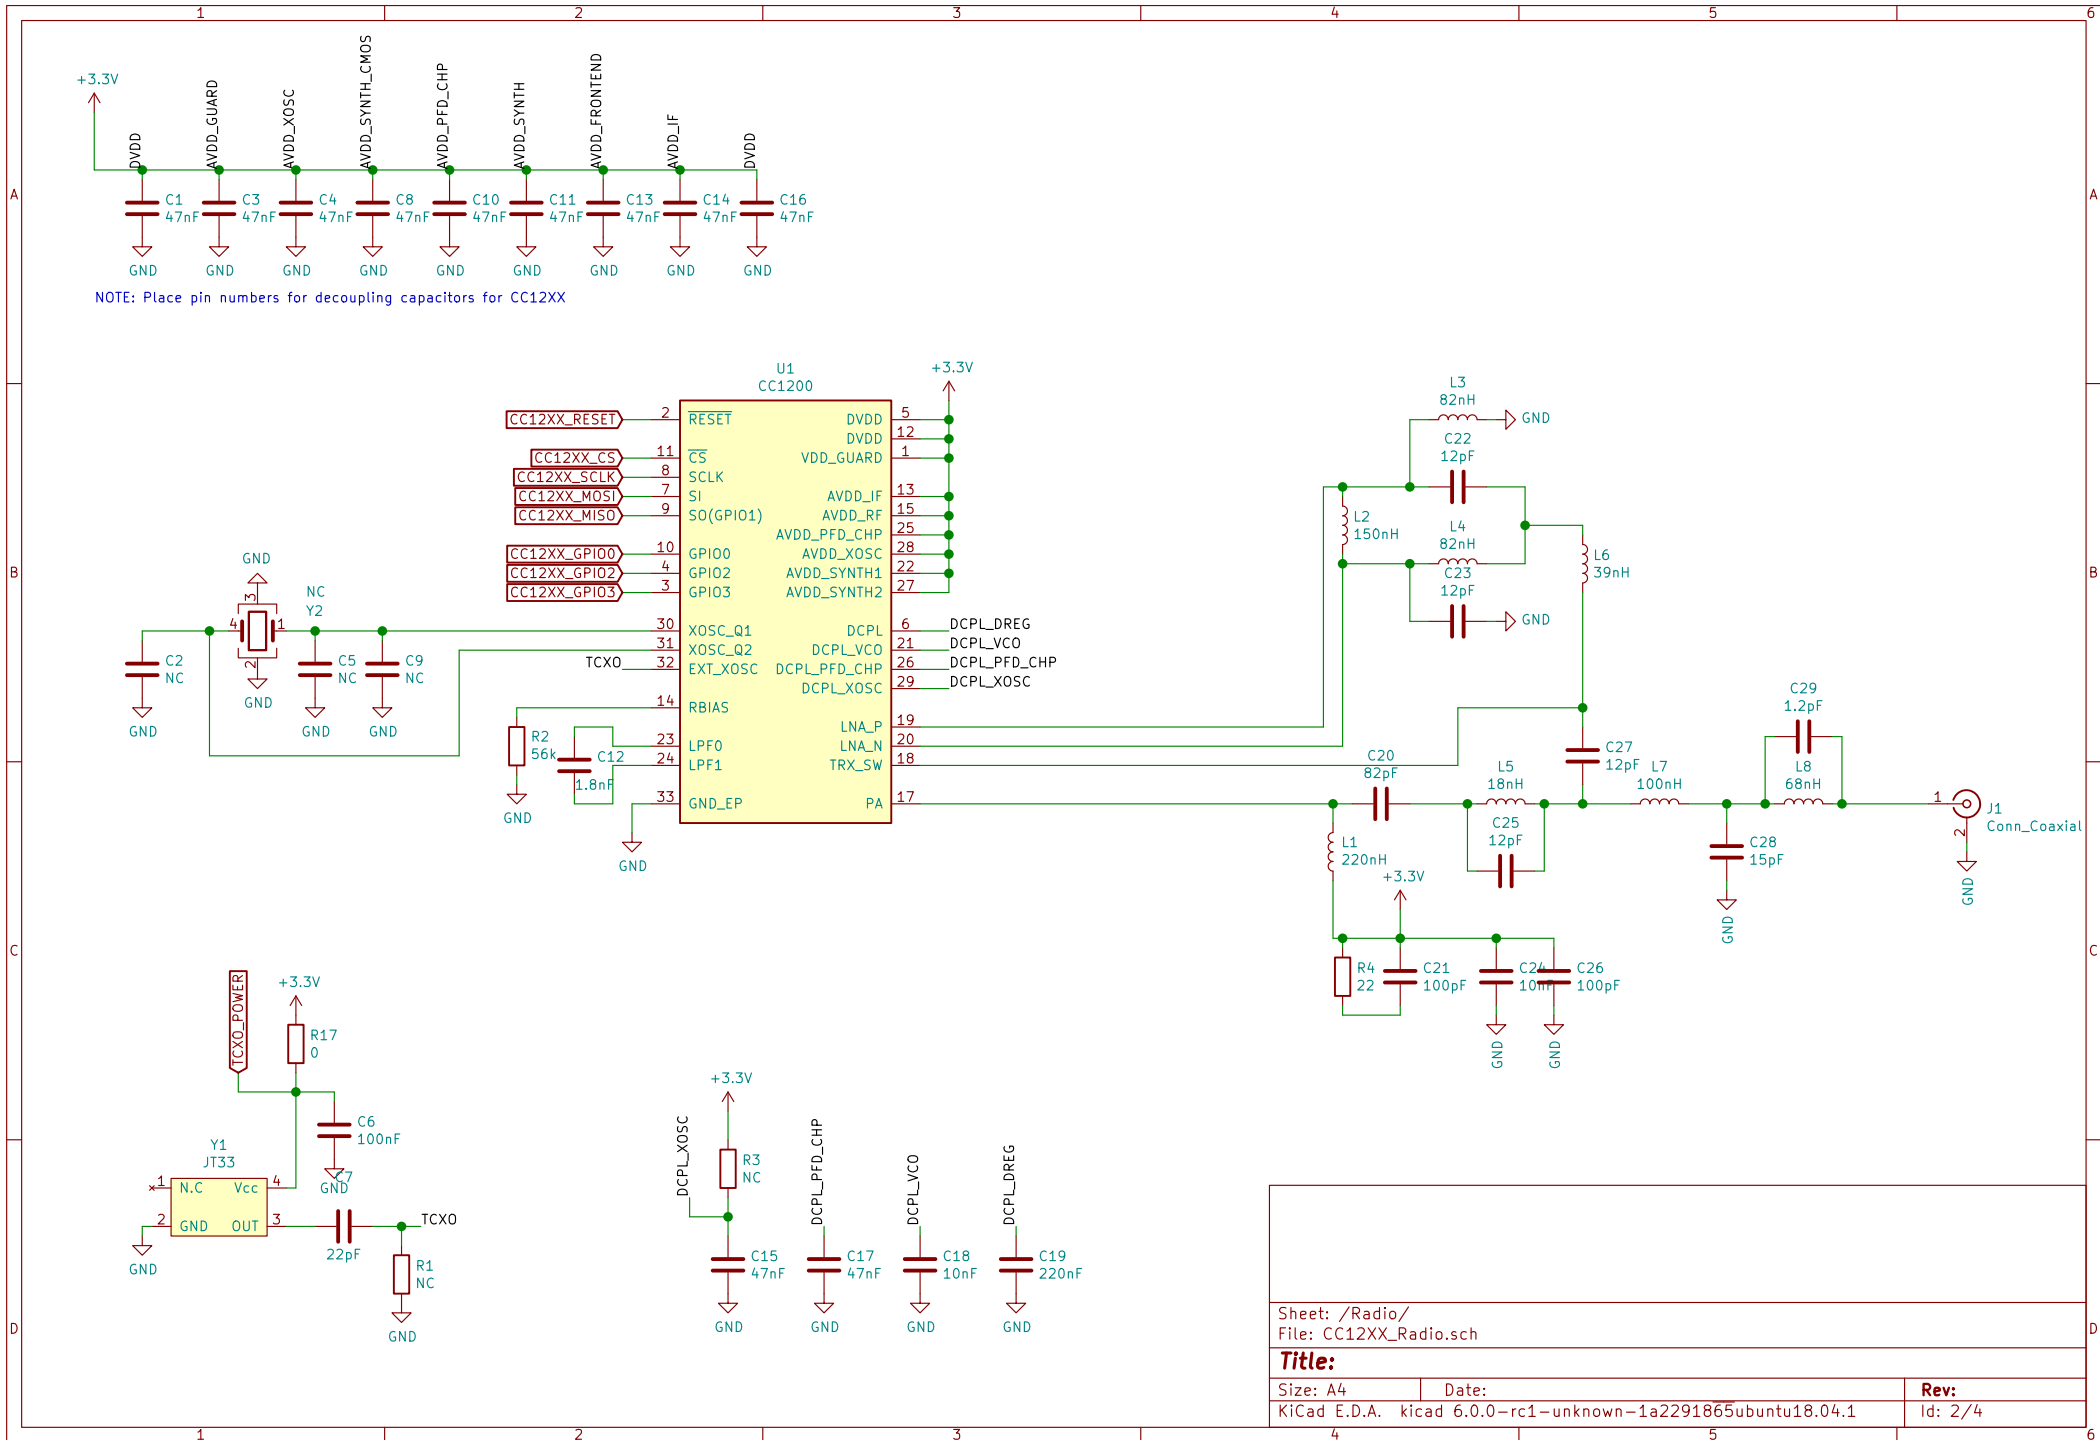 1 2 3 4 5 6
+3.3V
DVDD
AVDD_GUARD
AVDD_XOSC
AVDD_SYNTH_CMOS
AVDD_PFD_CHP
AVDD_SYNTH
AVDD_FRONTEND
AVDD_IF
DVDD
A A
C1 C3 C4 C8 C10 C11 C13 C14 C16
47nF 47nF 47nF 47nF 47nF 47nF 47nF 47nF 47nF
GND GND GND GND GND GND GND GND GND
NOTE: Place pin numbers for decoupling capacitors for CC12XX
U1
CC1200
+3.3V
CC12XX_RESET 2 RESET
CC12XX_CS 11 CS
CC12XX_SCLK 8 SCLK
CC12XX_MOSI 7 SI
CC12XX_MISO 9 SO(GPIO1)
CC12XX_GPIO0 10 GPIO0
CC12XX_GPIO2 4 GPIO2
CC12XX_GPIO3 3 GPIO3
30 XOSC_Q1
31 XOSC_Q2
TCXO 32 EXT_XOSC
14 RBIAS
23 LPF0
24 LPF1
33 GND_EP
DVDD 5
DVDD 12
VDD_GUARD 1
AVDD_IF 13
AVDD_RF 15
AVDD_PFD_CHP 25
AVDD_XOSC 28
AVDD_SYNTH1 22
AVDD_SYNTH2 27
DCPL 6 DCPL_DREG
DCPL_VCO 21 DCPL_VCO
DCPL_PFD_CHP 26 DCPL_PFD_CHP
DCPL_XOSC 29 DCPL_XOSC
LNA_P 19
LNA_N 20
TRX_SW 18
PA 17
B B
GND
NC
Y2
3
4 1
2
GND
C2
NC
GND
C5
NC
GND
C9
NC
GND
R2
56k
GND
C12
1.8nF
GND
L3
82nH
GND
C22
12pF
L2
150nH
L4
82nH
C23
12pF
GND
L6
39nH
C29
1.2pF
C27
12pF
C20
82pF
L5
18nH
L7
100nH
L8
68nH
C25
12pF
1
J1
Conn_Coaxial
2
GND
C28
15pF
GND
L1
220nH
+3.3V
C C
R4
22
C21
100pF
C24
10nF
C26
100pF
GND
GND
TCXO_POWER
+3.3V
R17
0
C6
100nF
GND
Y1
JT33
1 N.C Vcc 4
2 GND OUT 3
GND
C7
22pF
TCXO
R1
NC
GND
+3.3V
DCPL_XOSC
R3
NC
DCPL_PFD_CHP
DCPL_VCO
DCPL_DREG
C15
47nF
GND
C17
47nF
GND
C18
10nF
GND
C19
220nF
GND
D D
Sheet: /Radio/
File: CC12XX_Radio.sch
Title:
Size: A4 Date: Rev:
KiCad E.D.A. kicad 6.0.0-rc1-unknown-1a2291865ubuntu18.04.1 Id: 2/4
1 2 3 4 5 6